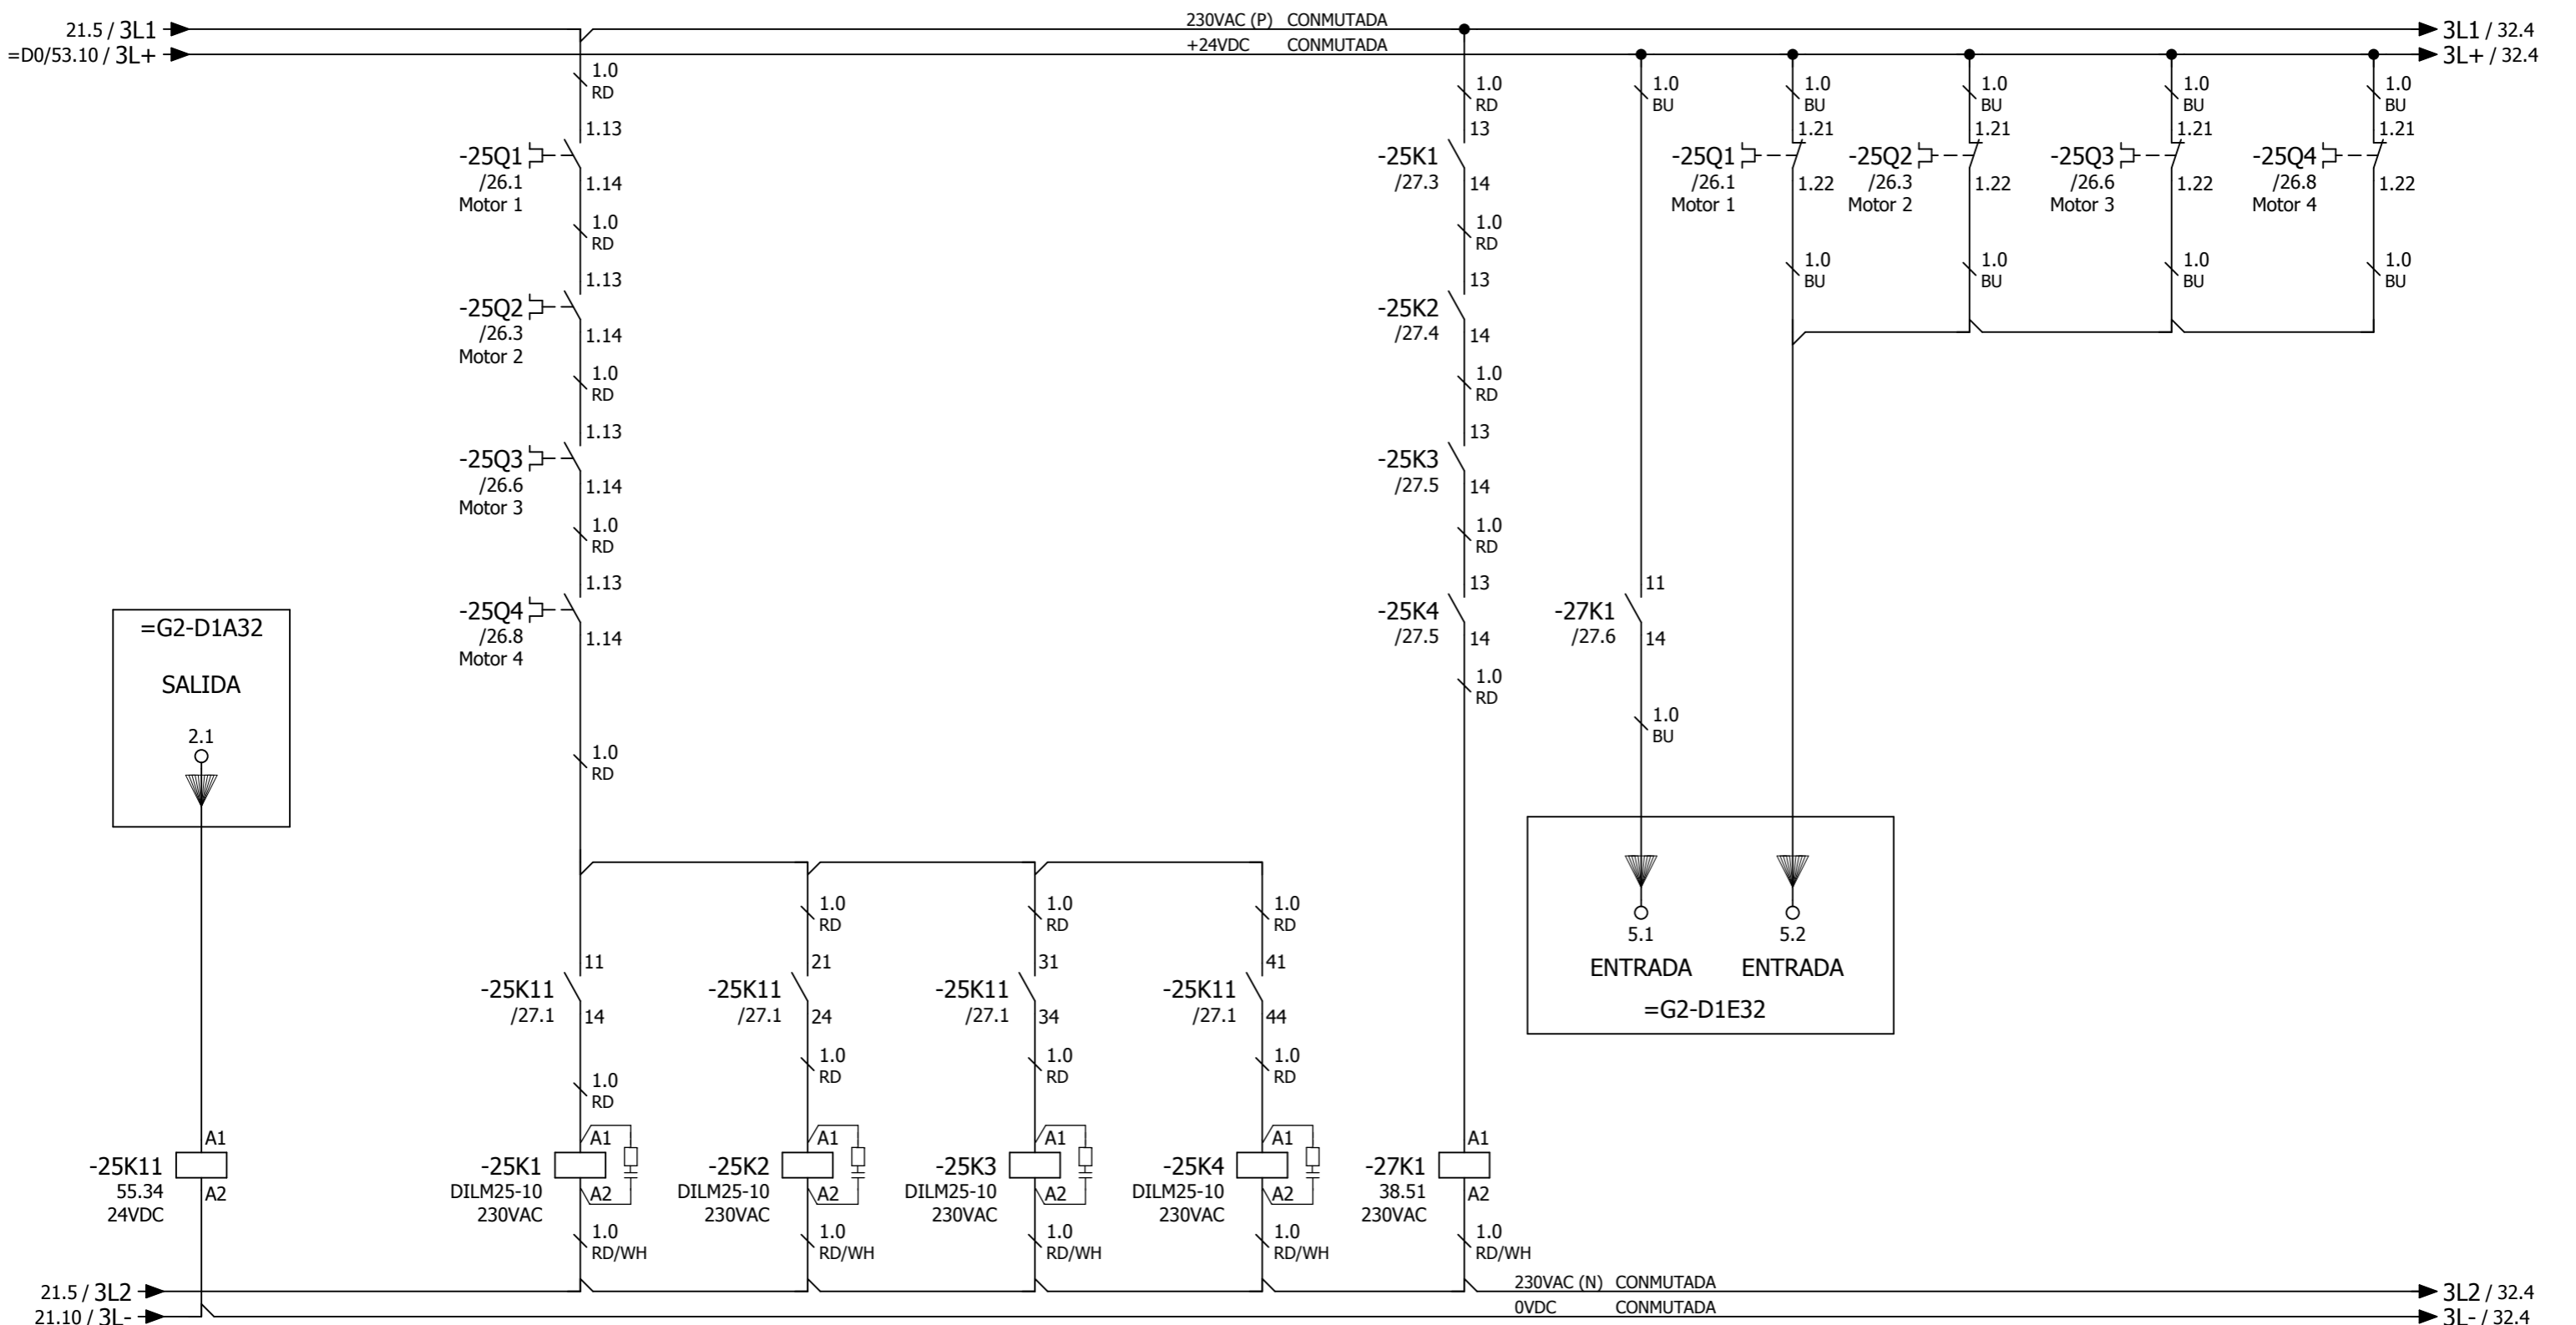 21.5 / 3L1
230VAC (P) CONMUTADA
3L1 / 32.4
=D0/53.10 / 3L+
+24VDC CONMUTADA
3L+ / 32.4
1.0
RD
1.0
RD
1.0
BU
1.0
BU
1.0
BU
1.0
BU
1.0
BU
-25Q1
/26.1
Motor 1
1.13
1.14
1.0
RD
-25Q2
/26.3
Motor 2
1.13
1.14
1.0
RD
-25Q3
/26.6
Motor 3
1.13
1.14
1.0
RD
-25Q4
/26.8
Motor 4
1.13
1.14
1.0
RD
-25K1
/27.3
13
14
1.0
RD
-25K2
/27.4
13
14
1.0
RD
-25K3
/27.5
13
14
1.0
RD
-25K4
/27.5
13
14
1.0
RD
-27K1
/27.6
11
14
1.0
BU
-25Q1
/26.1
Motor 1
1.21
1.22
1.0
BU
-25Q2
/26.3
Motor 2
1.21
1.22
1.0
BU
-25Q3
/26.6
Motor 3
1.21
1.22
1.0
BU
-25Q4
/26.8
Motor 4
1.21
1.22
1.0
BU
=G2-D1A32
SALIDA
2.1
5.1
5.2
ENTRADA
ENTRADA
=G2-D1E32
-25K11
/27.1
11
14
1.0
RD
1.0
RD
-25K11
/27.1
21
24
1.0
RD
1.0
RD
-25K11
/27.1
31
34
1.0
RD
1.0
RD
-25K11
/27.1
41
44
1.0
RD
-25K11
55.34
24VDC
A1
A2
-25K1
DILM25-10
230VAC
A1
A2
1.0
RD/WH
-25K2
DILM25-10
230VAC
A1
A2
1.0
RD/WH
-25K3
DILM25-10
230VAC
A1
A2
1.0
RD/WH
-25K4
DILM25-10
230VAC
A1
A2
1.0
RD/WH
-27K1
38.51
230VAC
A1
A2
1.0
RD/WH
21.5 / 3L2
230VAC (N) CONMUTADA
3L2 / 32.4
21.10 / 3L-
0VDC CONMUTADA
3L- / 32.4